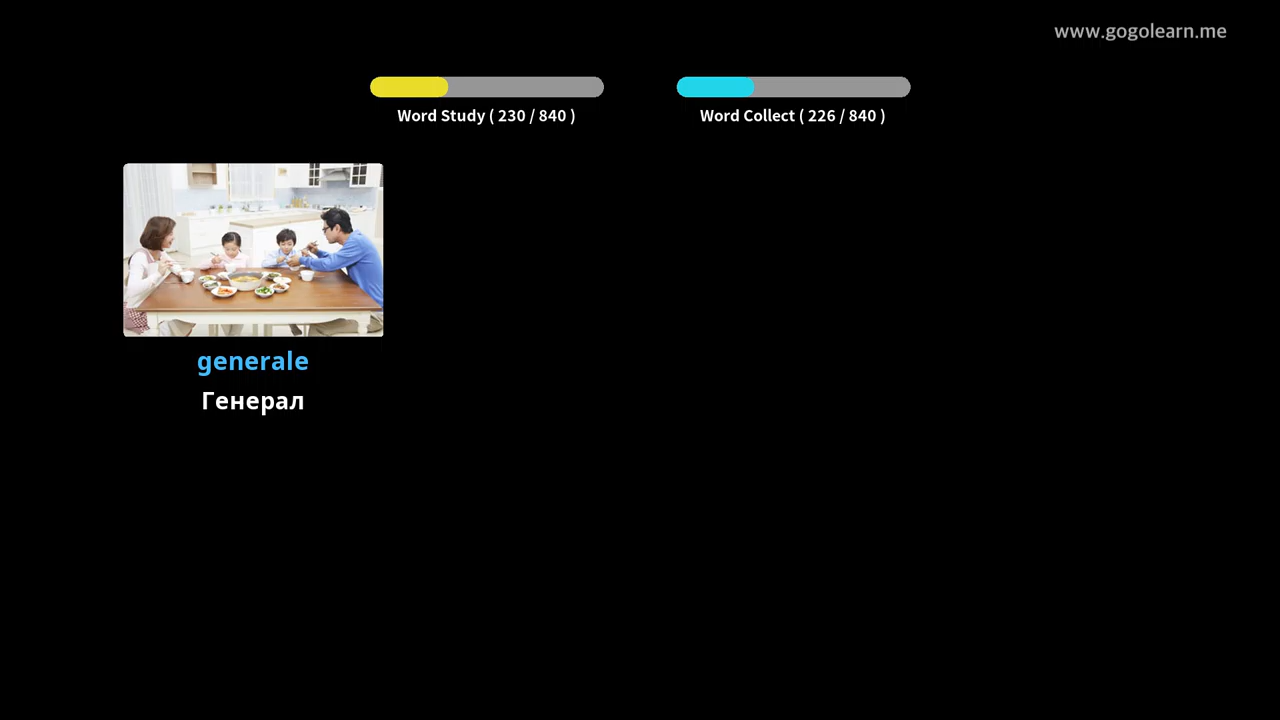 www.gogolearn.me
Word Study ( 230 / 840 )
Word Collect ( 226 / 840 )
generale
Генерал